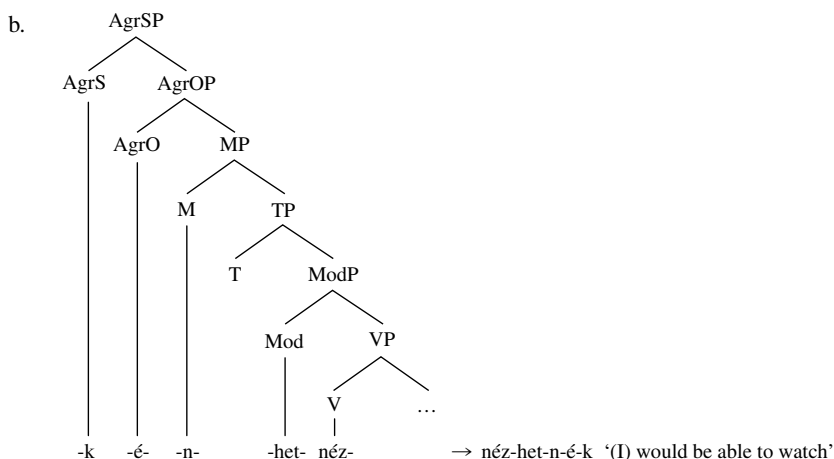 b.
AgrSP
AgrS AgrOP
AgrO MP
M TP
T ModP
Mod VP
V …
-k -é- -n- -het- néz- → néz-het-n-é-k ‘(I) would be able to watch’